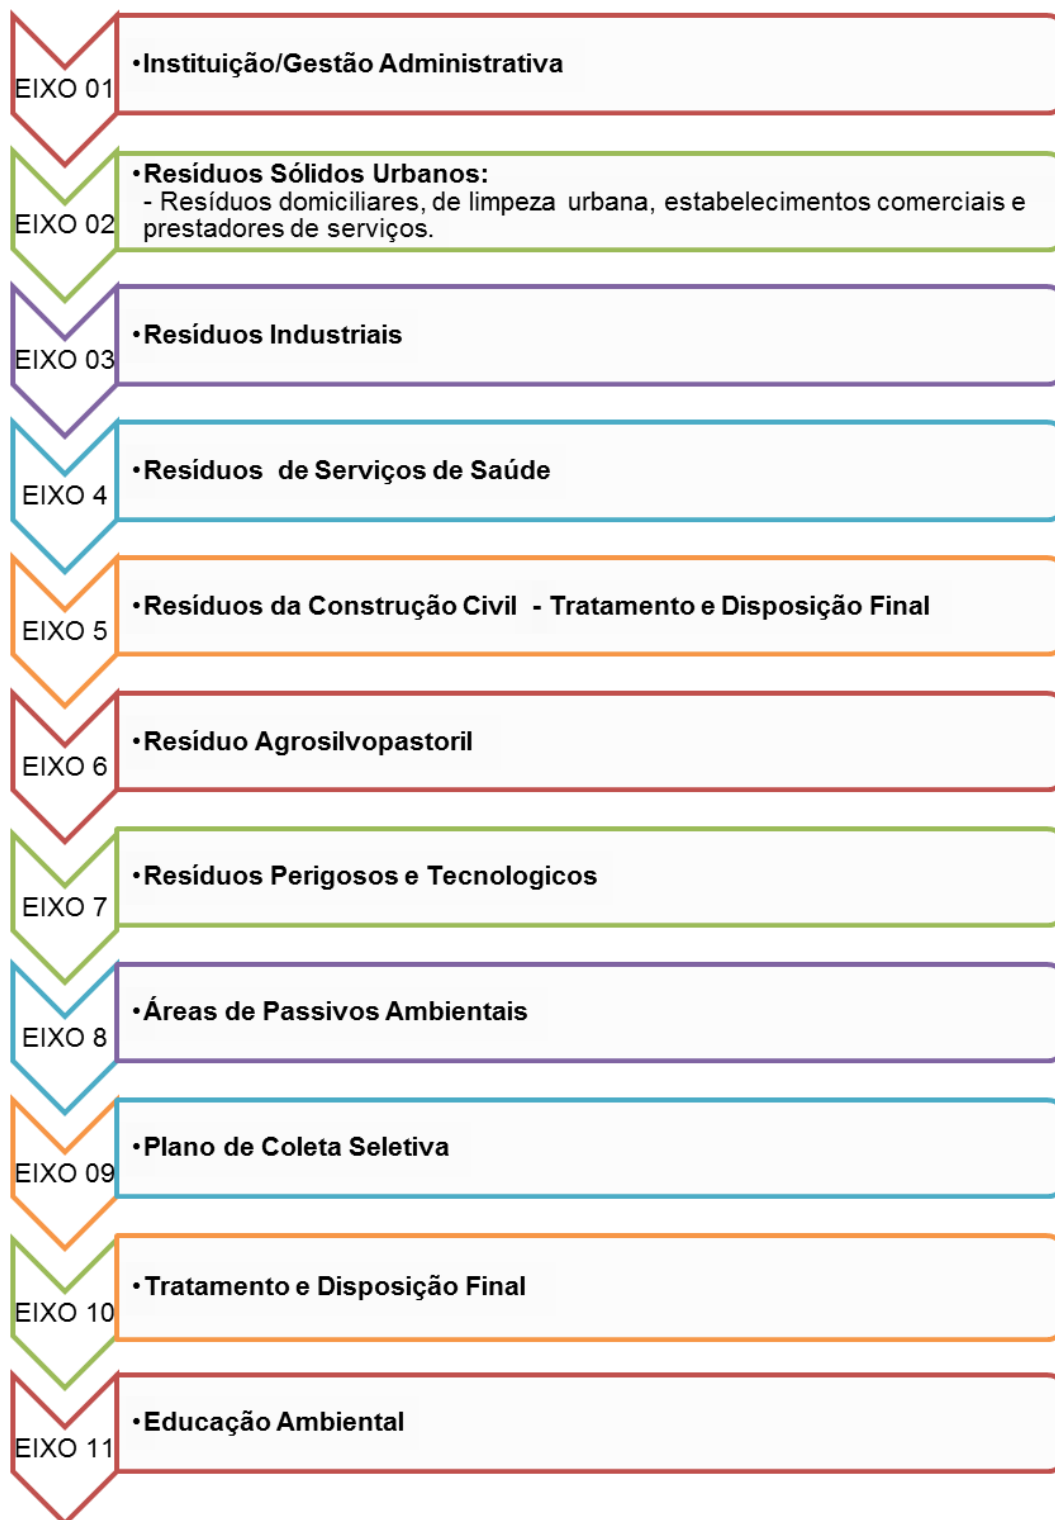 EIXO 01
•Instituição/Gestão Administrativa
EIXO 02
•Resíduos Sólidos Urbanos:
- Resíduos domiciliares, de limpeza urbana, estabelecimentos comerciais e
prestadores de serviços.
EIXO 03
•Resíduos Industriais
EIXO 4
•Resíduos de Serviços de Saúde
EIXO 5
•Resíduos da Construção Civil - Tratamento e Disposição Final
EIXO 6
•Resíduo Agrosilvopastoril
EIXO 7
•Resíduos Perigosos e Tecnologicos
EIXO 8
•Áreas de Passivos Ambientais
EIXO 09
•Plano de Coleta Seletiva
EIXO 10
•Tratamento e Disposição Final
EIXO 11
•Educação Ambiental